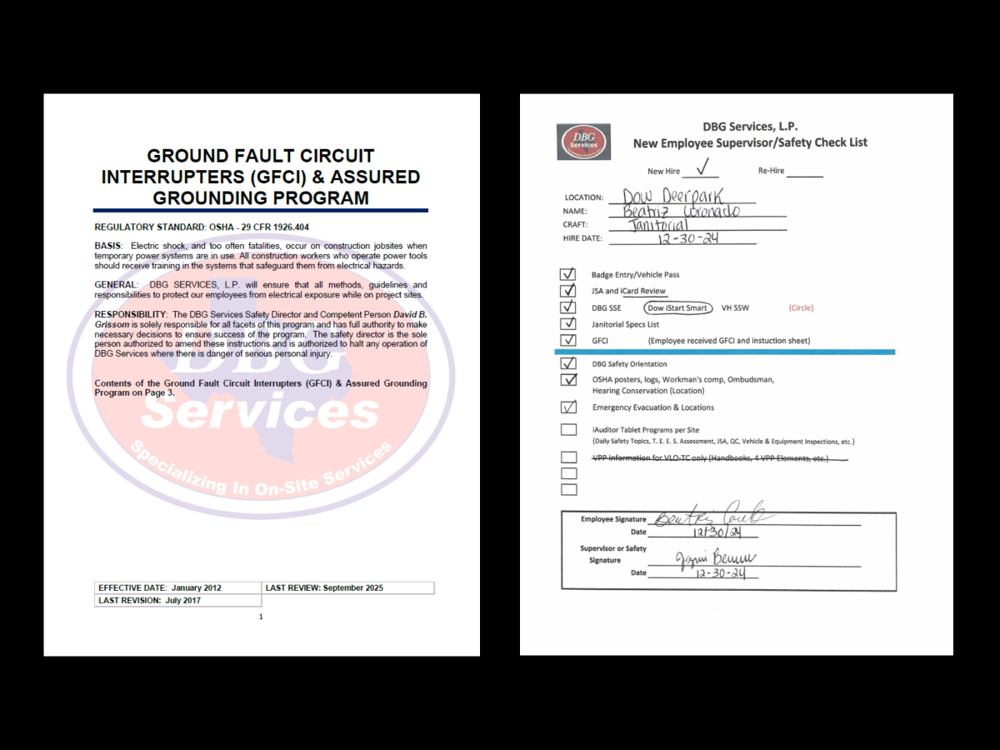 GROUND FAULT CIRCUIT
INTERRUPTERS (GFCI) & ASSURED
GROUNDING PROGRAM
REGULATORY STANDARD: OSHA - 29 CFR 1926.404
BASIS: Electric shock, and too often fatalities, occur on construction jobsites when
temporary power systems are in use. All construction workers who operate power tools
should receive training in the systems that safeguard them from electrical hazards.
GENERAL: DBG SERVICES, L.P. will ensure that all methods, guidelines and
responsibilities to protect our employees from electrical exposure while on project sites.
RESPONSIBILITY: The DBG Services Safety Director and Competent Person David B.
Grissom is solely responsible for all facets of this program and has full authority to make
necessary decisions to ensure success of the program. The safety director is the sole
person authorized to amend these instructions and is authorized to halt any operation of
DBG Services where there is danger of serious personal injury.
Contents of the Ground Fault Circuit Interrupters (GFCI) & Assured Grounding
Program on Page 3.
DBG
Services
Specializing In On-Site Services
EFFECTIVE DATE: January 2012 LAST REVIEW: September 2025
LAST REVISION: July 2017
1
DBG
Services
DBG Services, L.P.
New Employee Supervisor/Safety Check List
New Hire Re-Hire
LOCATION: Dow Deerpark
NAME: Beatriz Coronado
CRAFT: Janitorial
HIRE DATE: 12-30-24
Badge Entry/Vehicle Pass
JSA and iCard Review
DBG SSE Dow iStart Smart VH SSW (Circle)
Janitorial Specs List
GFCI (Employee received GFCI and instuction sheet)
DBG Safety Orientation
OSHA posters, logs, Workman's comp, Ombudsman,
Hearing Conservation (Location)
Emergency Evacuation & Locations
iAuditor Tablet Programs per Site
(Daily Safety Topics, T. E. E. S. Assessment, JSA, QC, Vehicle & Equipment Inspections, etc.)
VPP Information for VLO-TC only (Handbooks, 4 VPP Elements, etc.)
Employee Signature
Date 12/30/24
Supervisor or Safety
Signature
Date 12-30-24